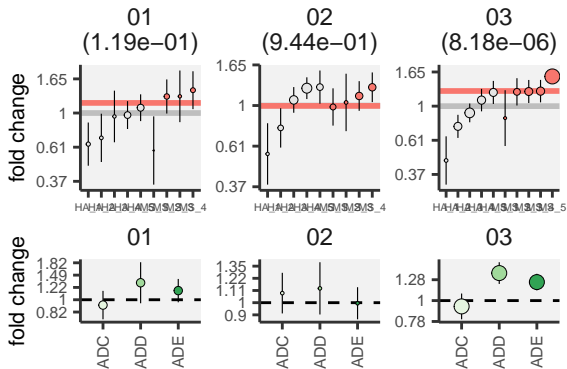 01 02 03
(1.19e−01) (9.44e−01) (8.18e−06)
fold change
1.65 1.65 1.65
1 1 1
0.61 0.61 0.61
0.37 0.37 0.37
01 02 03
fold change
1.82 1.35
1.49 1.22 1.28
1.22 1.11
1 1 1
0.82 0.9 0.78
ADC ADD ADE ADC ADD ADE ADC ADD ADE